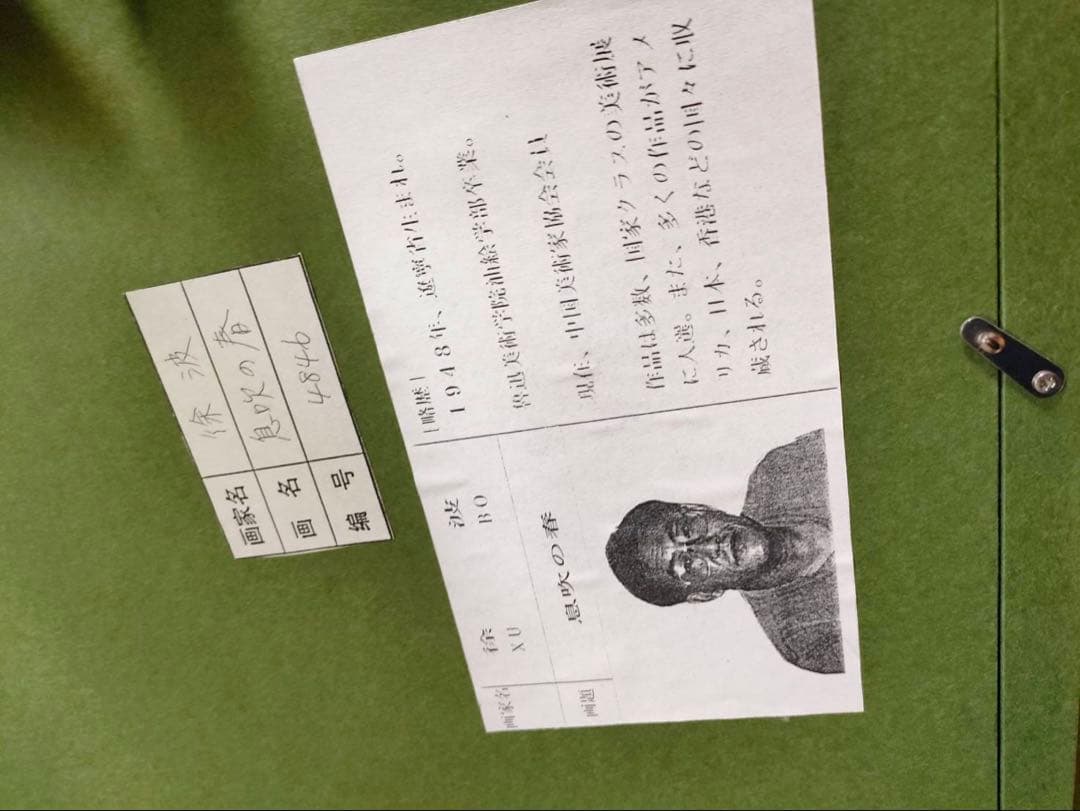 画家名 徐 波
画 名 息吹の春
编 号 4846
画家名 徐 波
XU BO
画題 息吹の春
「略歴」
1948年、遼寧省生まれ。
魯迅美術学院油絵学部卒業。
現在、中国美術家協会会員
作品は多数、国家クラスの美術展
に入選。また、多くの作品がアメ
リカ、日本、香港などの国々に収
蔵される。